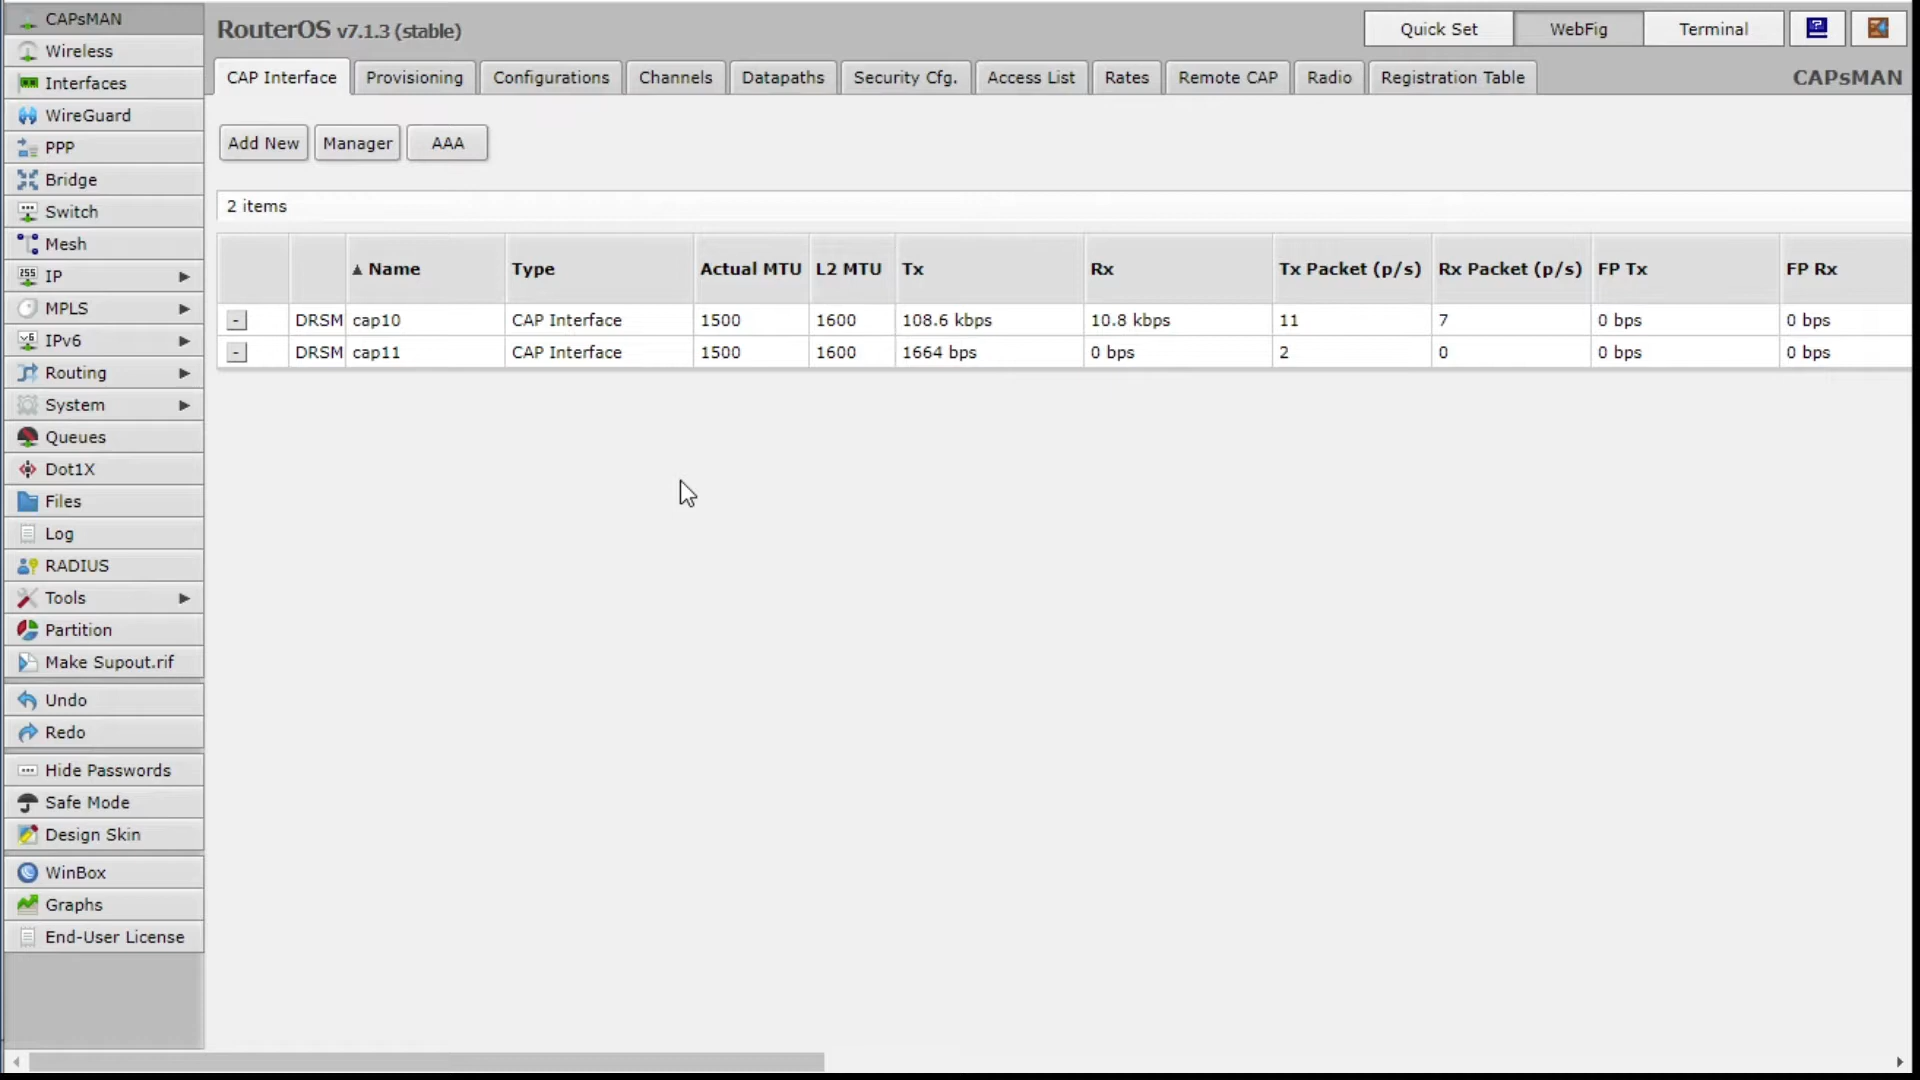 CAPsMAN
Wireless
Interfaces
WireGuard
PPP
Bridge
Switch
Mesh
IP
MPLS
IPv6
Routing
System
Queues
Dot1X
Files
Log
RADIUS
Tools
Partition
Make Supout.rif
Undo
Redo
Hide Passwords
Safe Mode
Design Skin
WinBox
Graphs
End-User License
RouterOS v7.1.3 (stable)
Quick Set WebFig Terminal
CAP Interface Provisioning Configurations Channels Datapaths Security Cfg. Access List Rates Remote CAP Radio Registration Table CAPsMAN
Add New Manager AAA
2 items
▲ Name Type Actual MTU L2 MTU Tx Rx Tx Packet (p/s) Rx Packet (p/s) FP Tx FP Rx
- DRSM cap10 CAP Interface 1500 1600 108.6 kbps 10.8 kbps 11 7 0 bps 0 bps
- DRSM cap11 CAP Interface 1500 1600 1664 bps 0 bps 2 0 0 bps 0 bps